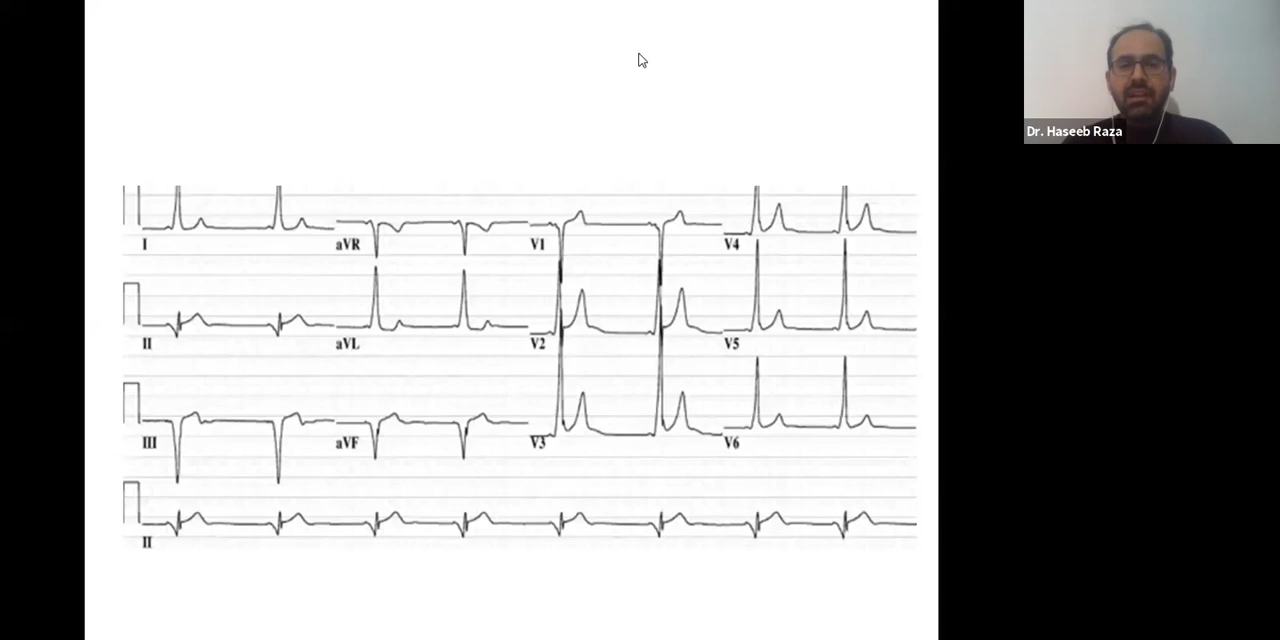 Dr. Haseeb Raza
I aVR V1 V4
II aVL V2 V5
III aVF V3 V6
II